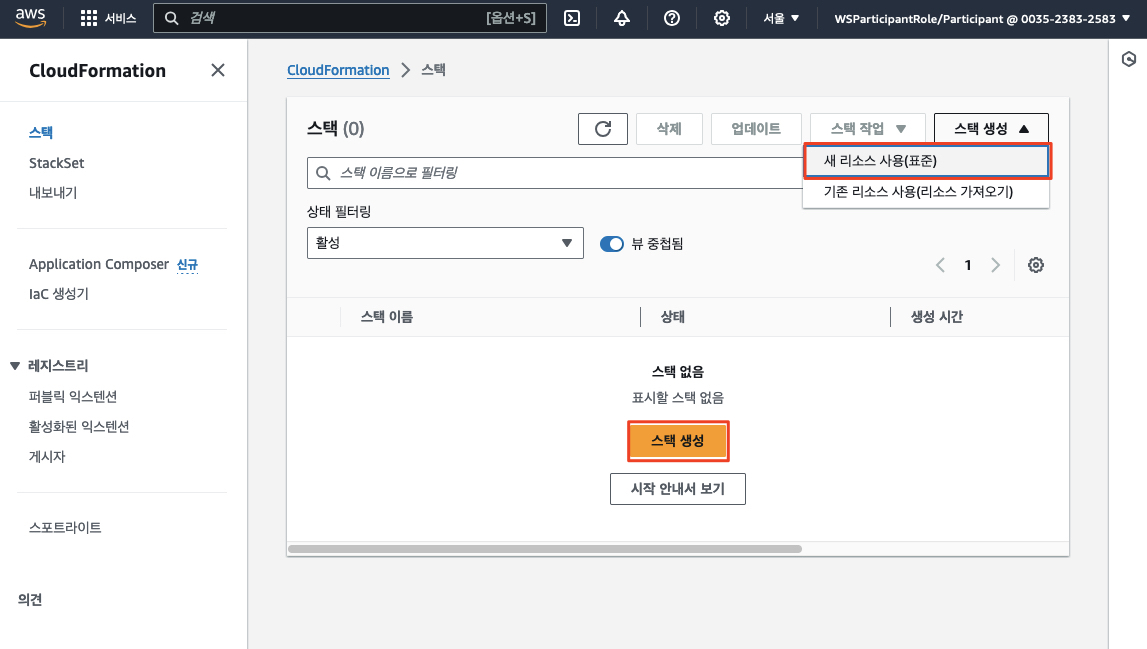 aws
서비스
검색
[옵션+S]
서울 ▼
WSParticipantRole/Participant @ 0035-2383-2583 ▼
CloudFormation
스택
StackSet
내보내기
Application Composer 신규
IaC 생성기
▼ 레지스트리
퍼블릭 익스텐션
활성화된 익스텐션
게시자
스포트라이트
의견
CloudFormation > 스택
스택 (0)
삭제
업데이트
스택 작업 ▼
스택 생성 ▲
새 리소스 사용(표준)
기존 리소스 사용(리소스 가져오기)
스택 이름으로 필터링
상태 필터링
활성
뷰 중첩됨
1
스택 이름
상태
생성 시간
스택 없음
표시할 스택 없음
스택 생성
시작 안내서 보기